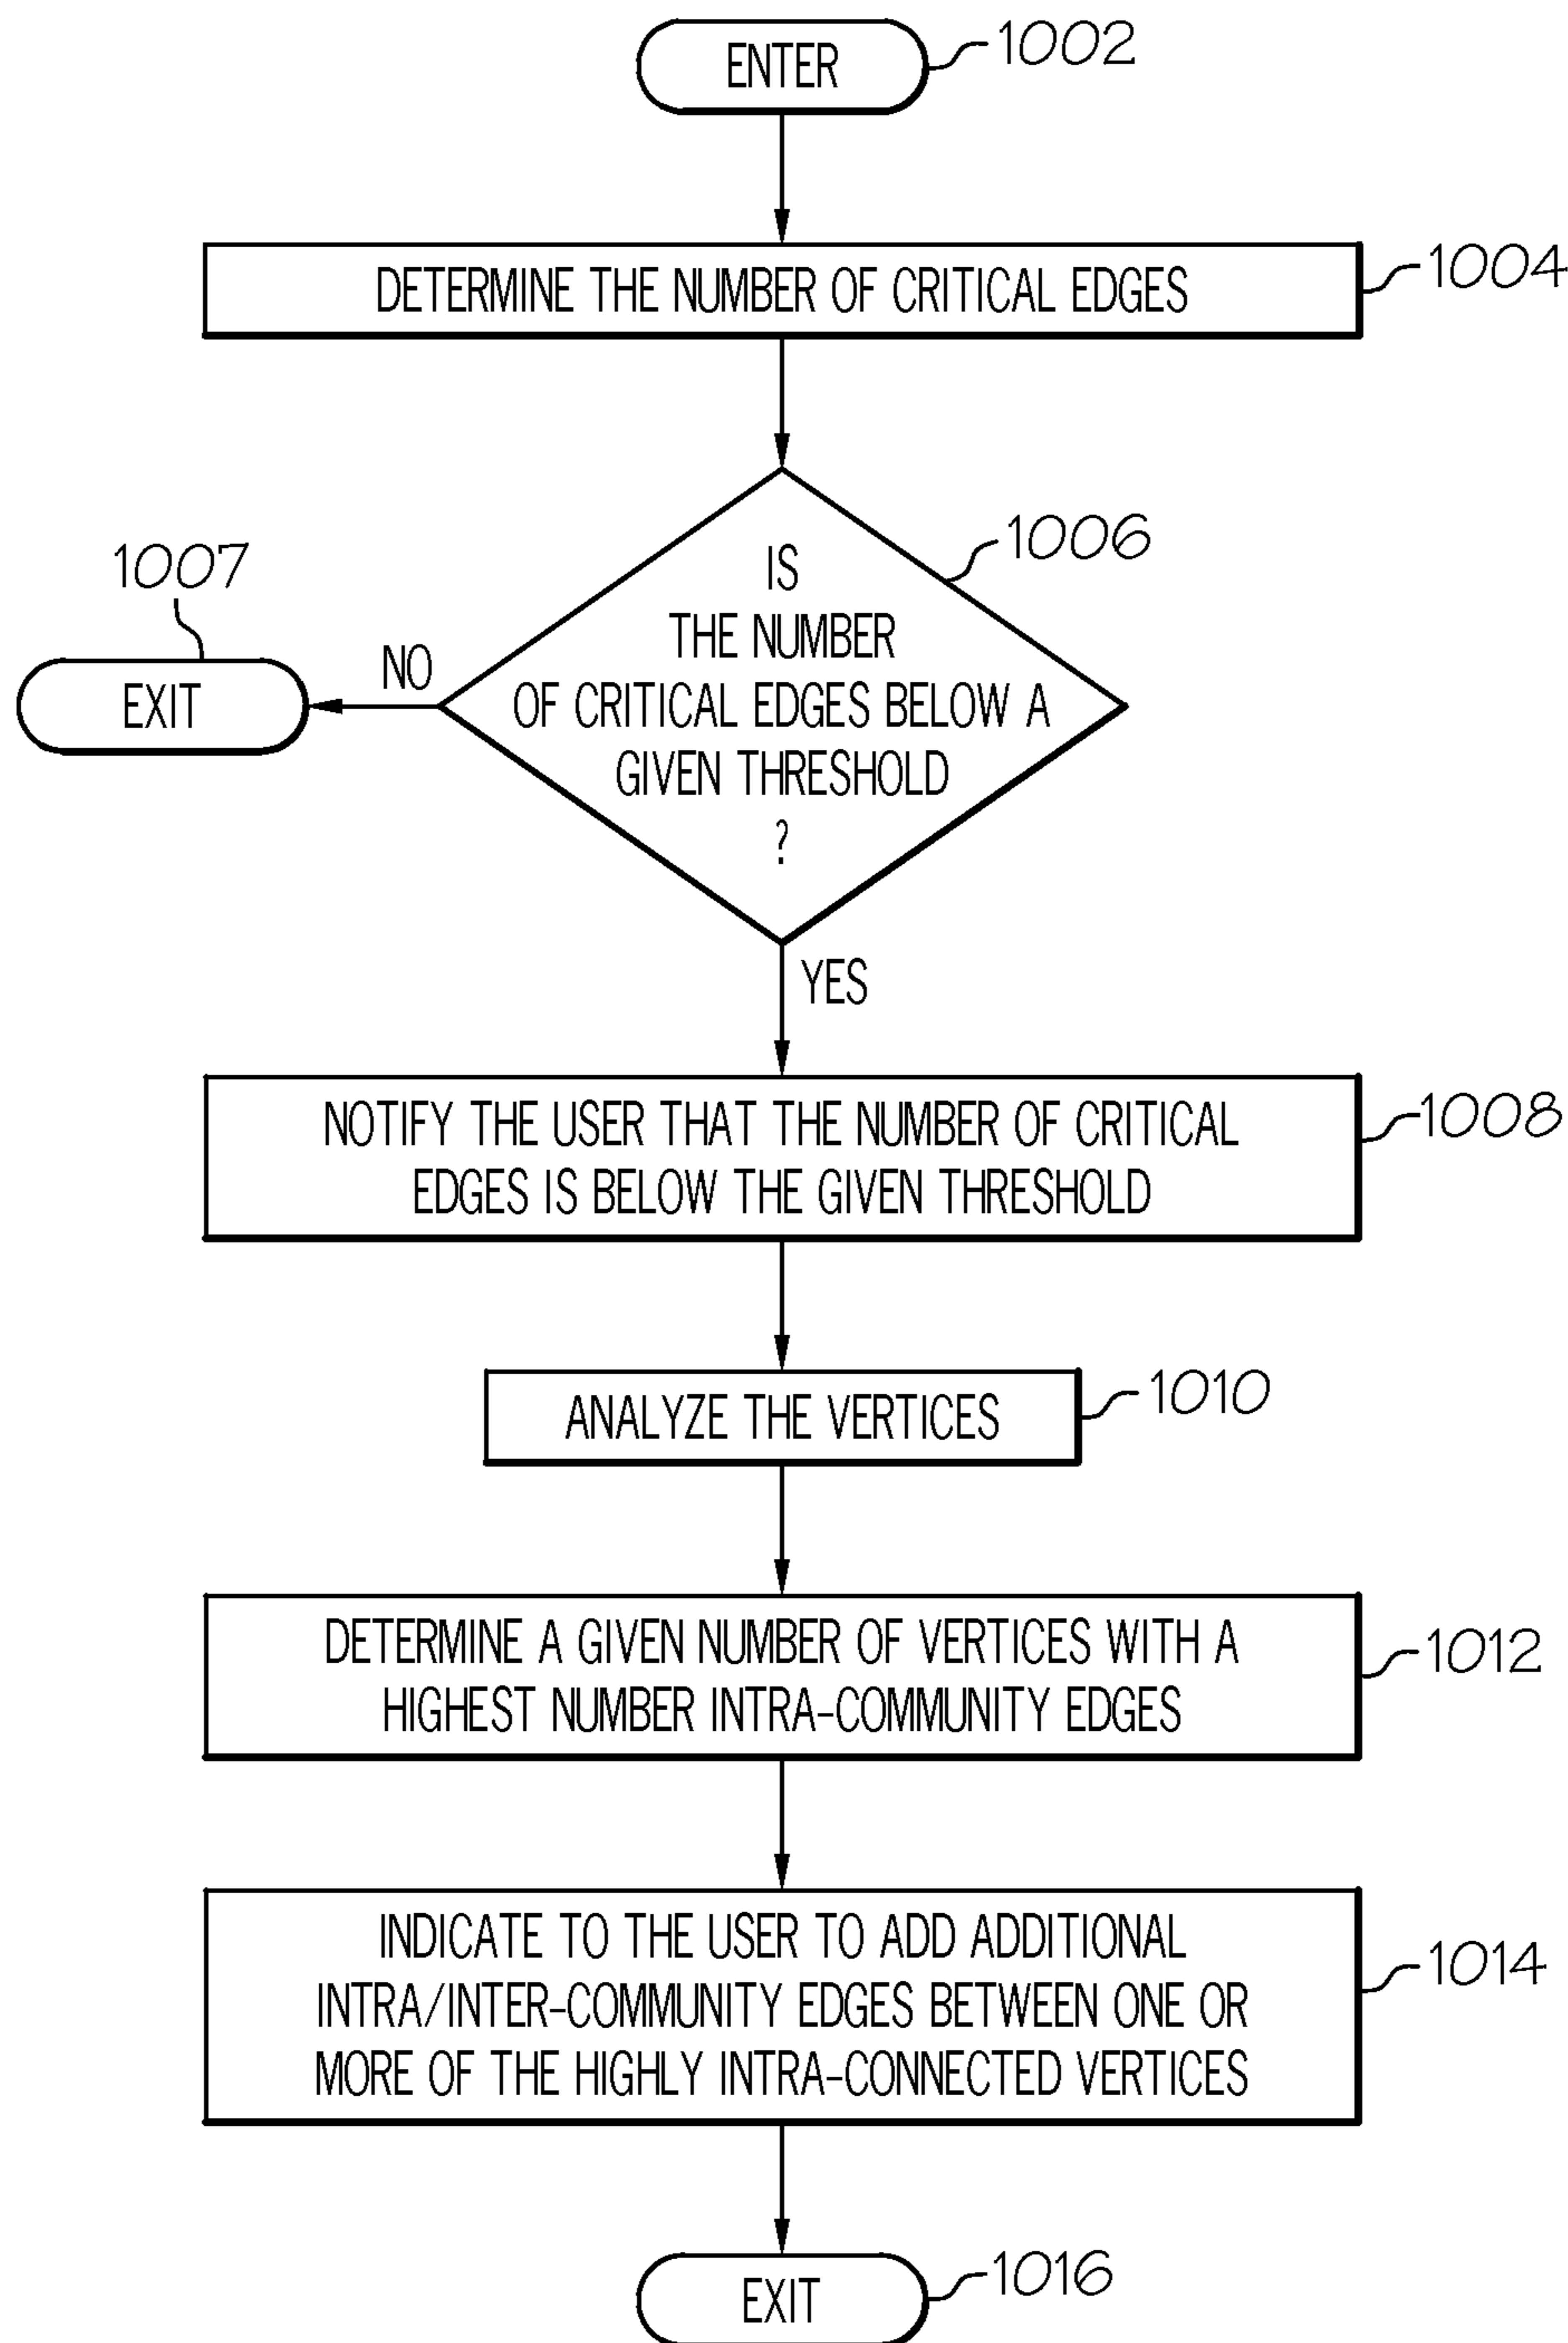 ENTER
1002
DETERMINE THE NUMBER OF CRITICAL EDGES
1004
1006
IS
THE NUMBER
OF CRITICAL EDGES BELOW A
GIVEN THRESHOLD
?
1007
EXIT
NO
YES
NOTIFY THE USER THAT THE NUMBER OF CRITICAL
EDGES IS BELOW THE GIVEN THRESHOLD
1008
ANALYZE THE VERTICES
1010
DETERMINE A GIVEN NUMBER OF VERTICES WITH A
HIGHEST NUMBER INTRA-COMMUNITY EDGES
1012
INDICATE TO THE USER TO ADD ADDITIONAL
INTRA/INTER-COMMUNITY EDGES BETWEEN ONE OR
MORE OF THE HIGHLY INTRA-CONNECTED VERTICES
1014
EXIT
1016